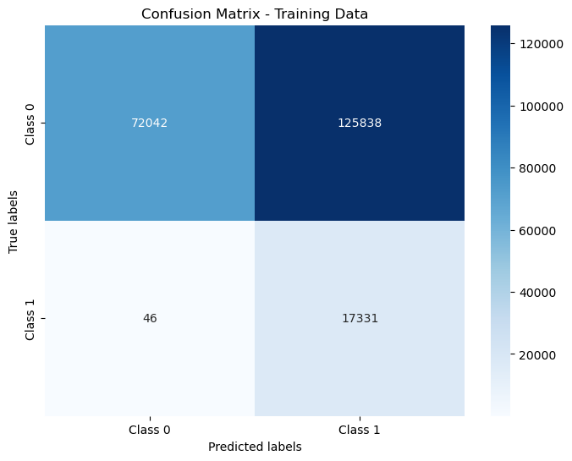 Confusion Matrix - Training Data
Class 0
72042
125838
Class 1
46
17331
True labels
Class 0
Class 1
Predicted labels
120000
100000
80000
60000
40000
20000